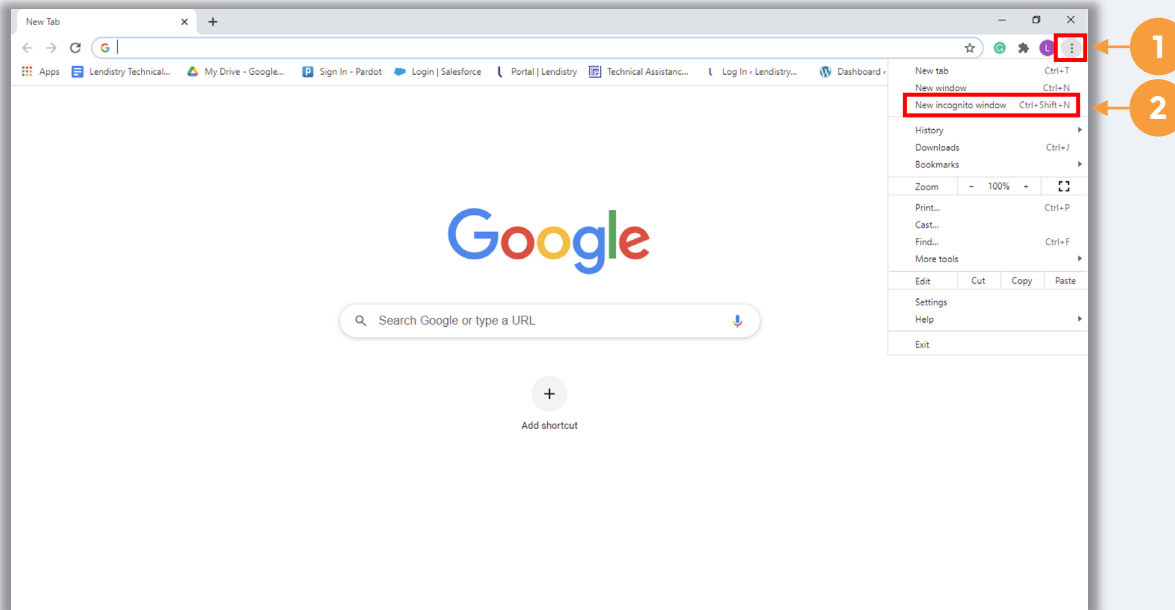 New Tab
1
Apps Lendistry Technical... My Drive - Google... Sign In - Pardot Login | Salesforce Portal | Lendistry Technical Assistanc... Log In ‹ Lendistry... Dashboard ‹
New tab Ctrl+T
New window Ctrl+N
New incognito window Ctrl+Shift+N
2
History
Downloads Ctrl+J
Bookmarks
Zoom - 100% +
Print... Ctrl+P
Cast...
Find... Ctrl+F
More tools
Edit Cut Copy Paste
Settings
Help
Exit
Google
Search Google or type a URL
Add shortcut